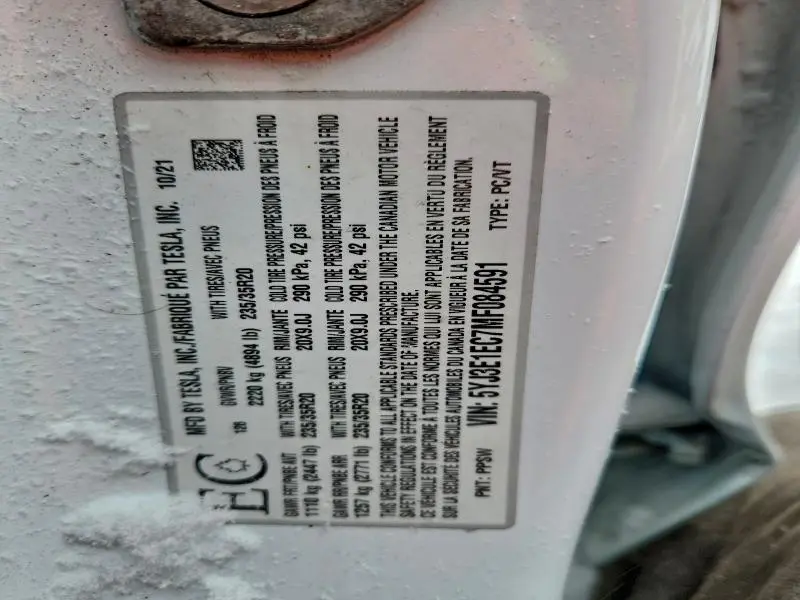 MFD BY TESLA, INC./FABRIQUÉ PAR TESLA, INC. 10/21
GVWR/PNBV WITH TIRES/AVEC PNEUS
2220 kg (4894 lb) 235/35R20
GAWR FRT/PNBE AVT WITH TIRES/AVEC PNEUS RIM/JANTE COLD TIRE PRESSURE/PRESSION DES PNEUS À FROID
1110 kg (2447 lb) 235/35R20 20X9.0J 290 kPa, 42 psi
GAWR RR/PNBE ARR WITH TIRES/AVEC PNEUS RIM/JANTE COLD TIRE PRESSURE/PRESSION DES PNEUS À FROID
1257 kg (2771 lb) 235/35R20 20X9.0J 290 kPa, 42 psi
THIS VEHICLE CONFORMS TO ALL APPLICABLE STANDARDS PRESCRIBED UNDER THE CANADIAN MOTOR VEHICLE
SAFETY REGULATIONS IN EFFECT ON THE DATE OF MANUFACTURE.
CE VÉHICULE EST CONFORME À TOUTES LES NORMES QUI LUI SONT APPLICABLES EN VERTU DU RÈGLEMENT
SUR LA SÉCURITÉ DES VÉHICULES AUTOMOBILES DU CANADA EN VIGUEUR À LA DATE DE SA FABRICATION.
VIN: 5YJ3E1EC7MF084591
PNT: PPSW TYPE: PC/VT